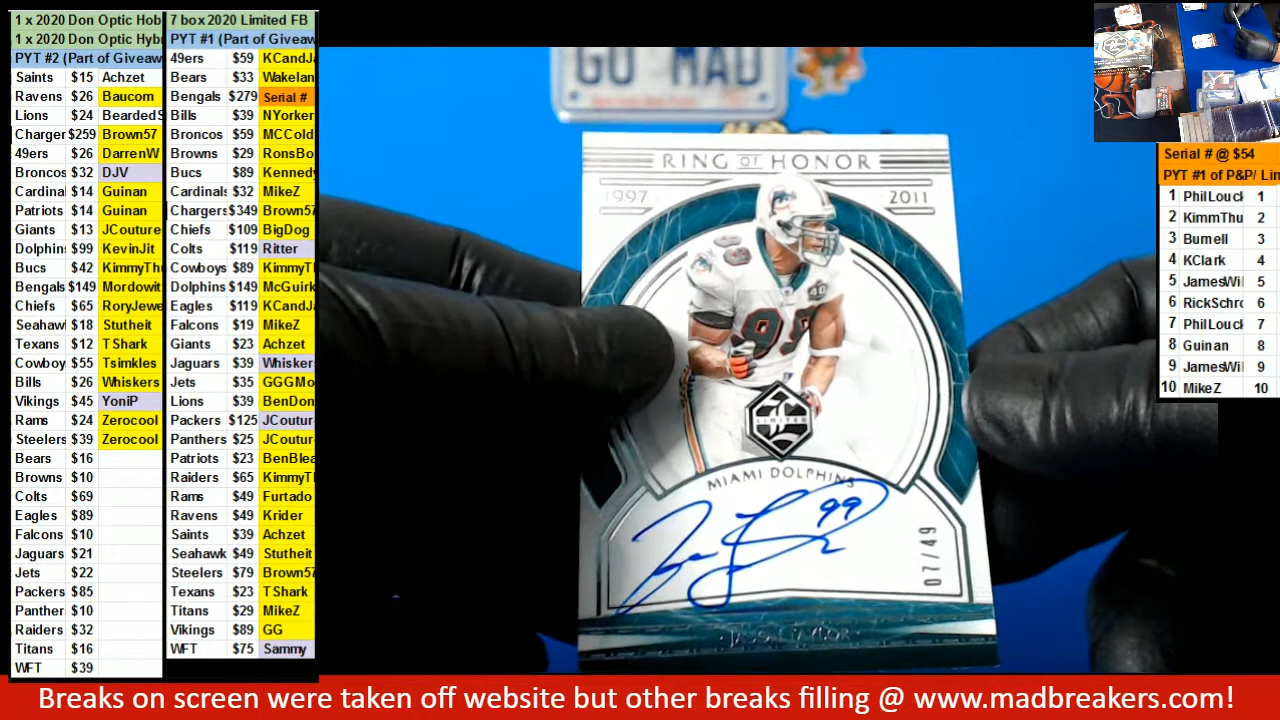 1 x 2020 Don Optic Hob
1 x 2020 Don Optic Hybr
PYT #2 (Part of Giveaw
Saints $15 Achzet
Ravens $26 Baucom
Lions $24 BeardedS
Charger $259 Brown57
49ers $26 DarrenW
Broncos $32 DJV
Cardinal $14 Guinan
Patriots $14 Guinan
Giants $13 JCouture
Dolphin $99 KevinJit
Bucs $42 KimmyTh
Bengals $149 Mordowit
Chiefs $65 RoryJewe
Seahawl $18 Stutheit
Texans $12 T Shark
Cowboy $55 Tsimkles
Bills $26 Whiskers
Vikings $45 YoniP
Rams $24 Zerocool
Steelers $39 Zerocool
Bears $16
Browns $10
Colts $69
Eagles $89
Falcons $10
Jaguars $21
Jets $22
Packers $85
Panther $10
Raiders $32
Titans $16
WFT $39
7 box 2020 Limited FB
PYT #1 (Part of Giveaw
49ers $59 KCandJa
Bears $33 Wakelan
Bengals $279 Serial #
Bills $39 NYorker
Broncos $59 MCCold
Browns $29 RonsBo
Bucs $89 Kennedy
Cardinals $32 MikeZ
Chargers $349 Brown57
Chiefs $109 BigDog
Colts $119 Ritter
Cowboys $89 KimmyT
Dolphins $149 McGuirk
Eagles $119 KCandJa
Falcons $19 MikeZ
Giants $23 Achzet
Jaguars $39 Whisker
Jets $35 GGGMo
Lions $39 BenDon
Packers $125 JCoutur
Panthers $25 JCoutur
Patriots $23 BenBlea
Raiders $65 KimmyT
Rams $49 Furtado
Ravens $49 Krider
Saints $39 Achzet
Seahawk $49 Stutheit
Steelers $79 Brown57
Texans $23 T Shark
Titans $29 MikeZ
Vikings $89 GG
WFT $75 Sammy
GO MAD
RING OF HONOR
1997 2011
99
LIMITED
MIAMI DOLPHINS
99
07/49
JASON TAYLOR
Serial # @ $54
PYT #1 of P&P/ Lin
1 PhilLouck 1
2 KimmThu 2
3 Burnell 3
4 KClark 4
5 JamesWil 5
6 RickSchro 6
7 PhilLouck 7
8 Guinan 8
9 JamesWil 9
10 MikeZ 10
Breaks on screen were taken off website but other breaks filling @ www.madbreakers.com!